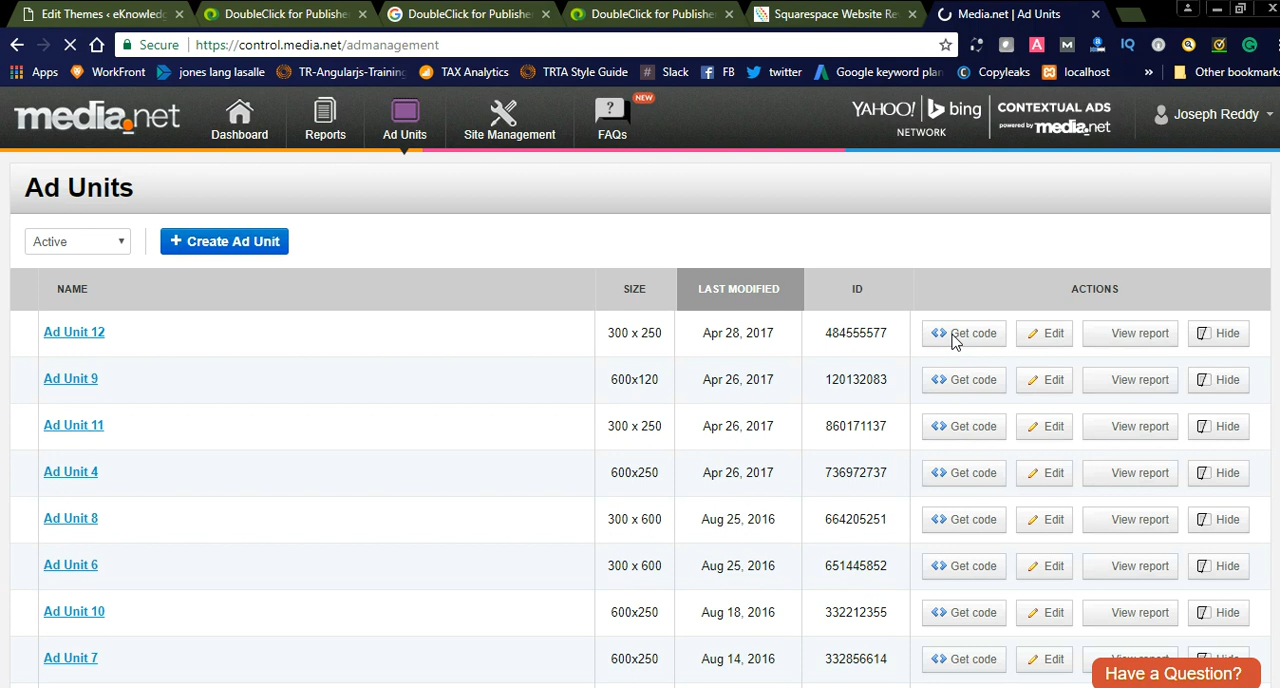 Edit Themes ‹ eKnowled
DoubleClick for Publishe
DoubleClick for Publishe
DoubleClick for Publishe
Squarespace Website Re
Media.net | Ad Units
Secure
https://control.media.net/admanagement
Apps
WorkFront
jones lang lasalle
TR-Angularjs-Training
TAX Analytics
TRTA Style Guide
Slack
FB
twitter
Google keyword plan
Copyleaks
localhost
»
Other bookmarks
media.net
Dashboard
Reports
Ad Units
Site Management
NEW
FAQs
YAHOO! bing
NETWORK
CONTEXTUAL ADS
powered by media.net
Joseph Reddy
Ad Units
Active
+ Create Ad Unit
NAME SIZE LAST MODIFIED ID ACTIONS
Ad Unit 12 300 x 250 Apr 28, 2017 484555577 Get code Edit View report Hide
Ad Unit 9 600x120 Apr 26, 2017 120132083 Get code Edit View report Hide
Ad Unit 11 300 x 250 Apr 26, 2017 860171137 Get code Edit View report Hide
Ad Unit 4 600x250 Apr 26, 2017 736972737 Get code Edit View report Hide
Ad Unit 8 300 x 600 Aug 25, 2016 664205251 Get code Edit View report Hide
Ad Unit 6 300 x 600 Aug 25, 2016 651445852 Get code Edit View report Hide
Ad Unit 10 600x250 Aug 18, 2016 332212355 Get code Edit View report Hide
Ad Unit 7 600x250 Aug 14, 2016 332856614 Get code Edit View report Hide
Have a Question?